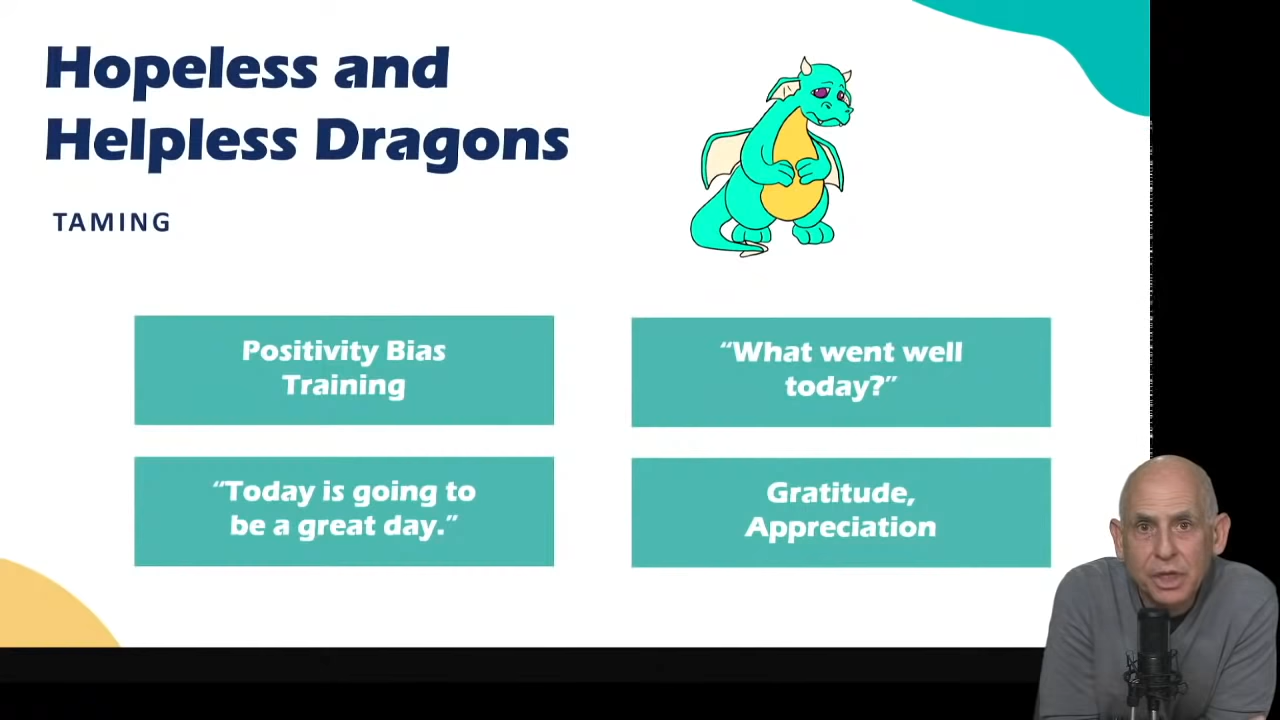 Hopeless and
Helpless Dragons
TAMING
Positivity Bias
Training
“What went well
today?”
“Today is going to
be a great day.”
Gratitude,
Appreciation